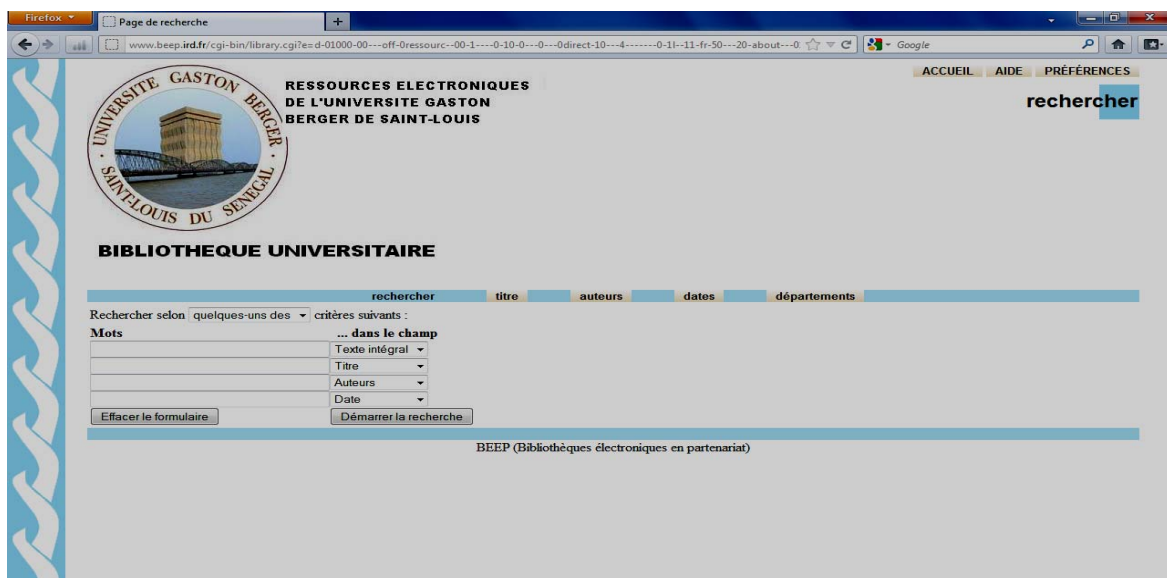 Firefox
Page de recherche
www.beep.ird.fr/cgi-bin/library.cgi?e=d-01000-00---off-0ressourc--00-1----0-10-0---0---0direct-10---4-------0-1l--11-fr-50---20-about---0
Google
UNIVERSITE GASTON BERGER
SAINT-LOUIS DU SENEGAL
RESSOURCES ELECTRONIQUES
DE L'UNIVERSITE GASTON
BERGER DE SAINT-LOUIS
ACCUEIL AIDE PRÉFÉRENCES
rechercher
BIBLIOTHEQUE UNIVERSITAIRE
rechercher titre auteurs dates départements
Rechercher selon quelques-uns des critères suivants :
Mots ... dans le champ
Texte intégral
Titre
Auteurs
Date
Effacer le formulaire Démarrer la recherche
BEEP (Bibliothèques électroniques en partenariat)